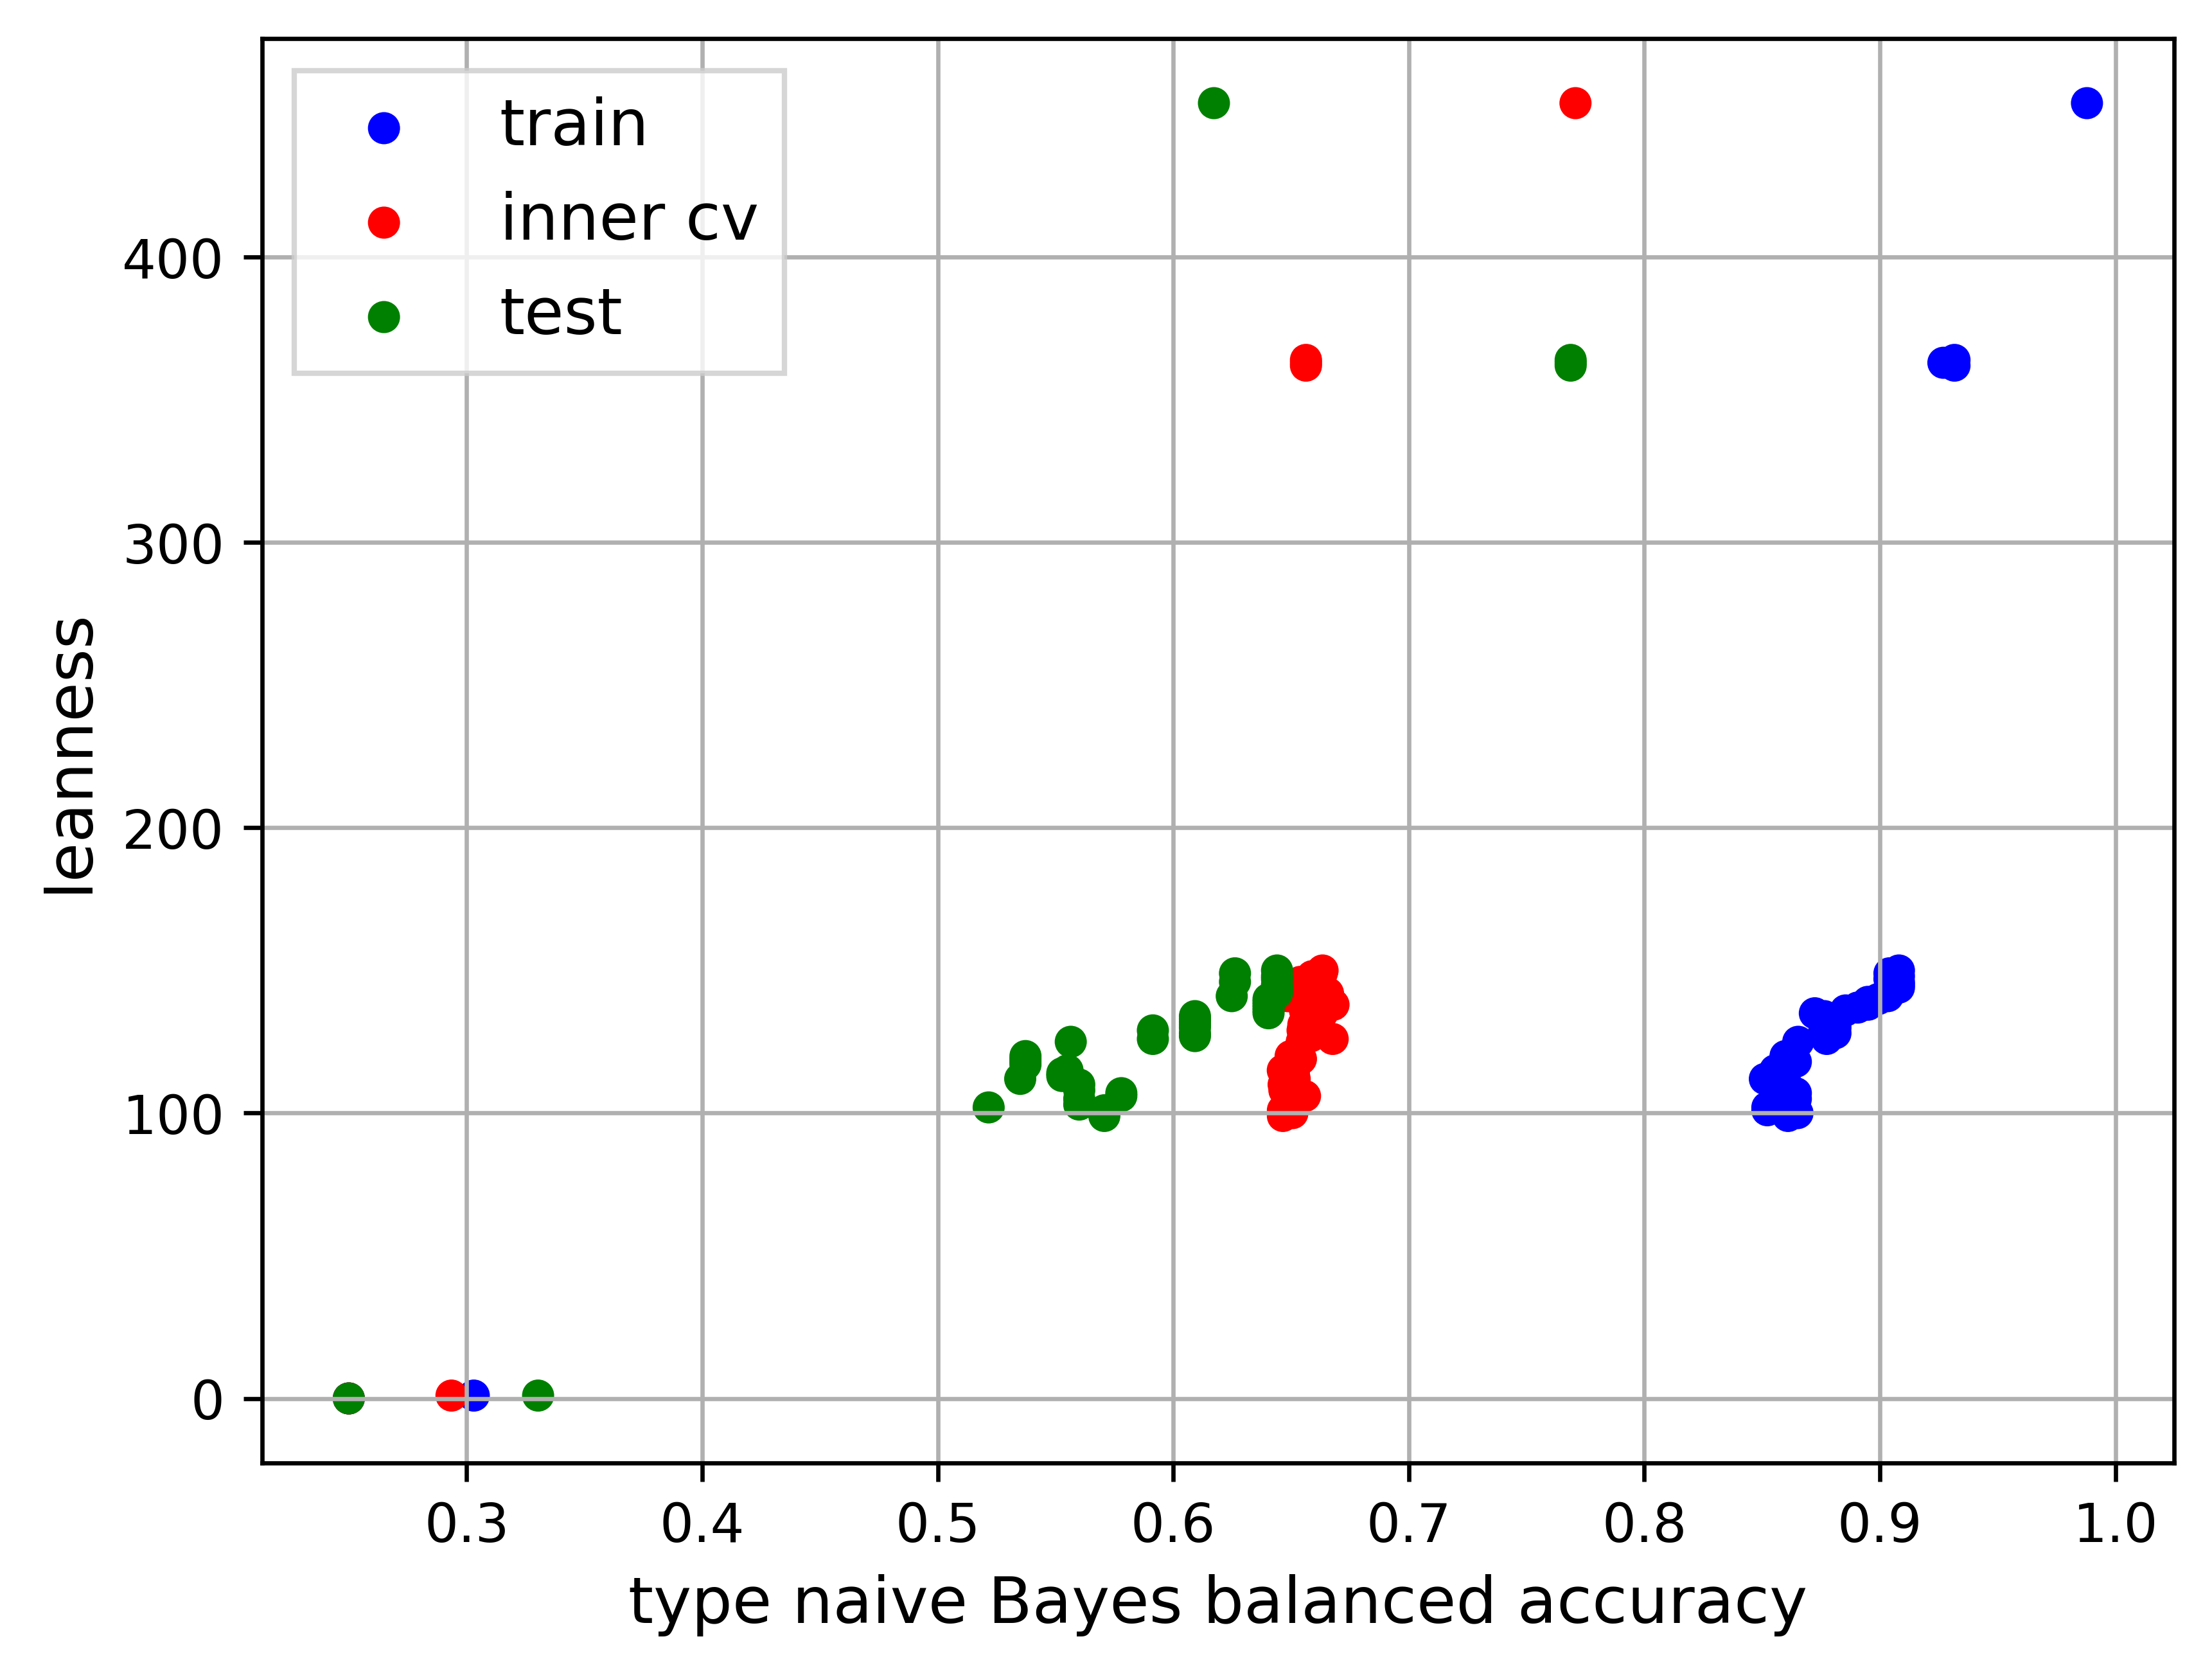 train
inner cv
test
400
300
200
100
0
leanness
0.3 0.4 0.5 0.6 0.7 0.8 0.9 1.0
type naive Bayes balanced accuracy